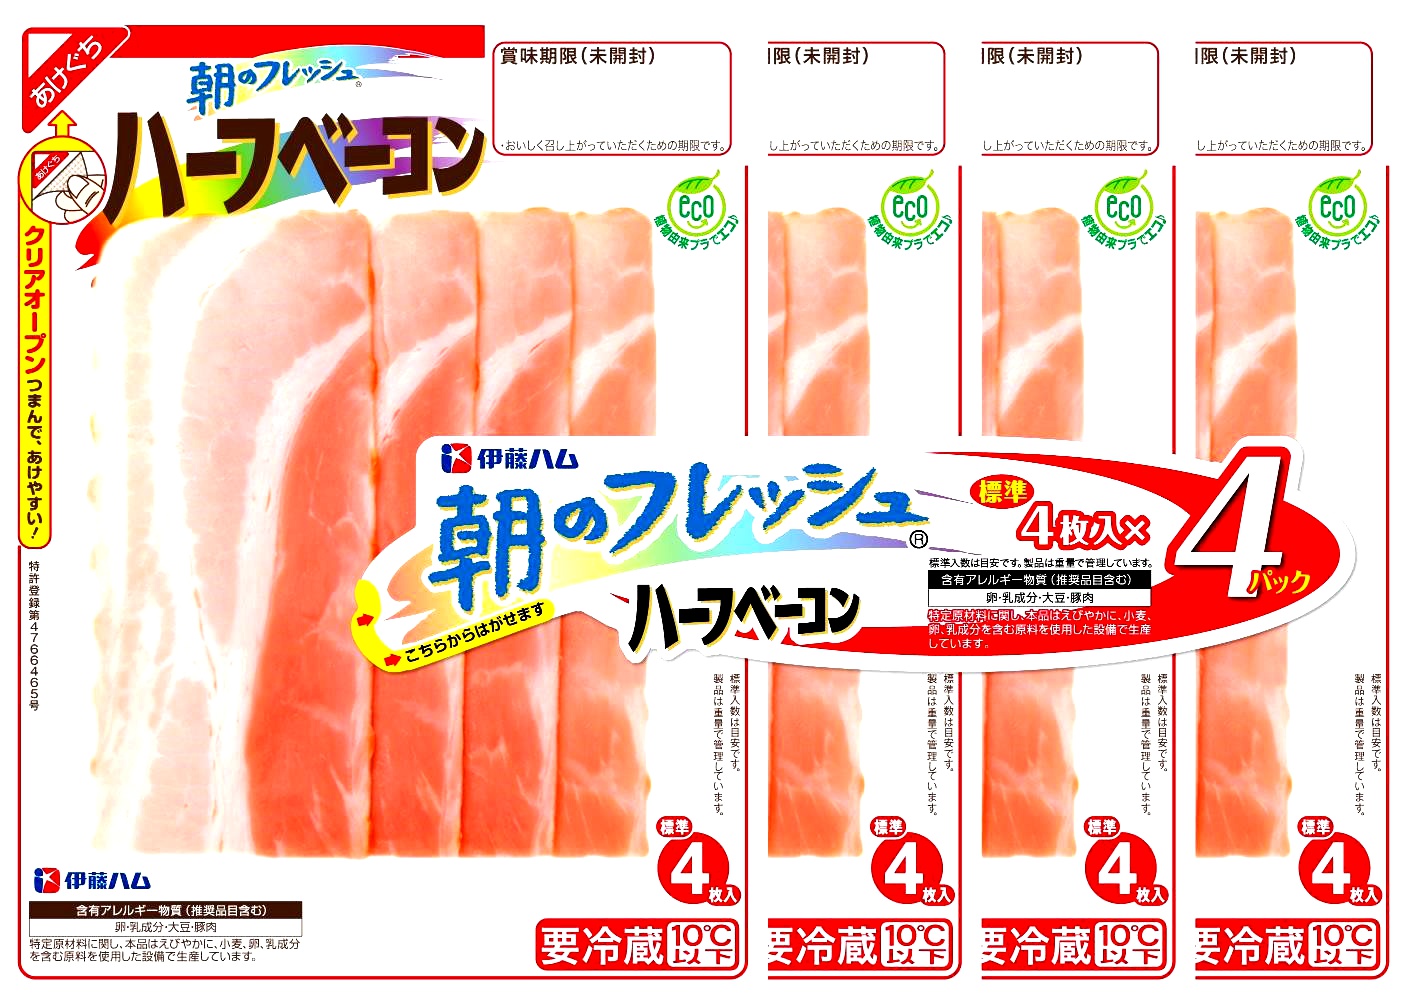 あけぐち
朝のフレッシュ®
ハーフベーコン
あけぐち
クリアオープン つまんで、あけやすい!
特許登録第4766465号
賞味期限(未開封)
・おいしく召し上がっていただくための期限です。
限(未開封)
し上がっていただくための期限です。
限(未開封)
し上がっていただくための期限です。
限(未開封)
し上がっていただくための期限です。
eco
植物由来プラでエコ♪
eco
植物由来プラでエコ♪
eco
植物由来プラでエコ♪
eco
植物由来プラでエコ♪
伊藤ハム
朝のフレッシュ®
ハーフベーコン
こちらからはがせます
標準
4枚入×
4パック
標準入数は目安です。製品は重量で管理しています。
含有アレルギー物質(推奨品目含む)
卵・乳成分・大豆・豚肉
特定原材料に関し、本品はえびやかに、小麦、
卵、乳成分を含む原料を使用した設備で生産
しています。
標準入数は目安です。
製品は重量で管理しています。
標準入数は目安です。
製品は重量で管理しています。
標準入数は目安です。
製品は重量で管理しています。
標準入数は目安です。
製品は重量で管理しています。
標準
4枚入
標準
4枚入
標準
4枚入
標準
4枚入
伊藤ハム
含有アレルギー物質(推奨品目含む)
卵・乳成分・大豆・豚肉
特定原材料に関し、本品はえびやかに、小麦、卵、乳成分
を含む原料を使用した設備で生産しています。
要冷蔵 10℃以下
要冷蔵 10℃以下
要冷蔵 10℃以下
要冷蔵 10℃以下